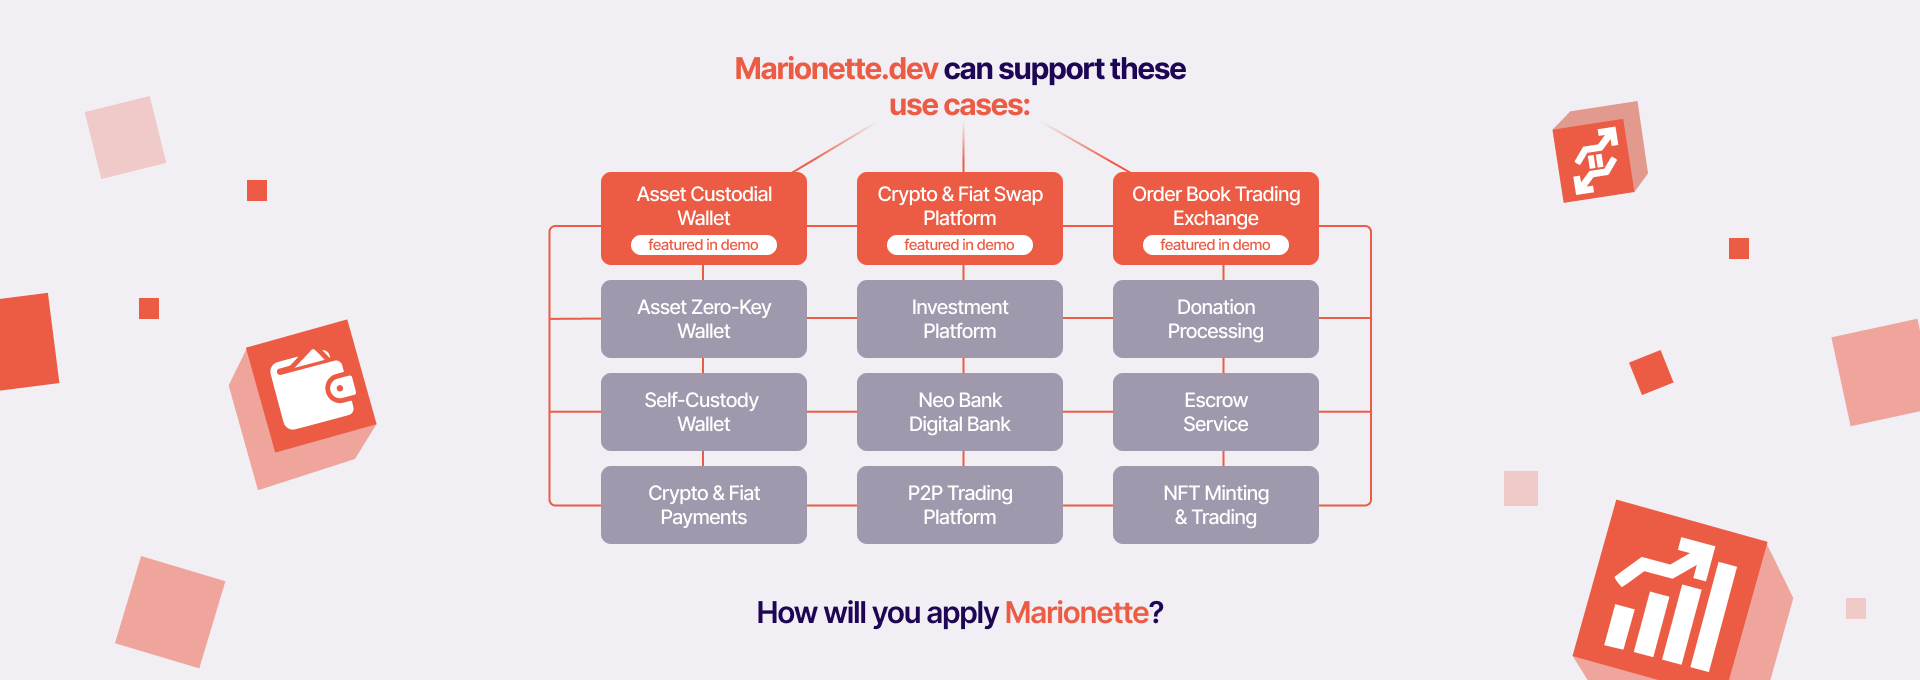 Marionette.dev can support these
use cases:
Asset Custodial
Wallet
featured in demo
Crypto & Fiat Swap
Platform
featured in demo
Order Book Trading
Exchange
featured in demo
Asset Zero-Key
Wallet
Investment
Platform
Donation
Processing
Self-Custody
Wallet
Neo Bank
Digital Bank
Escrow
Service
Crypto & Fiat
Payments
P2P Trading
Platform
NFT Minting
& Trading
How will you apply Marionette?